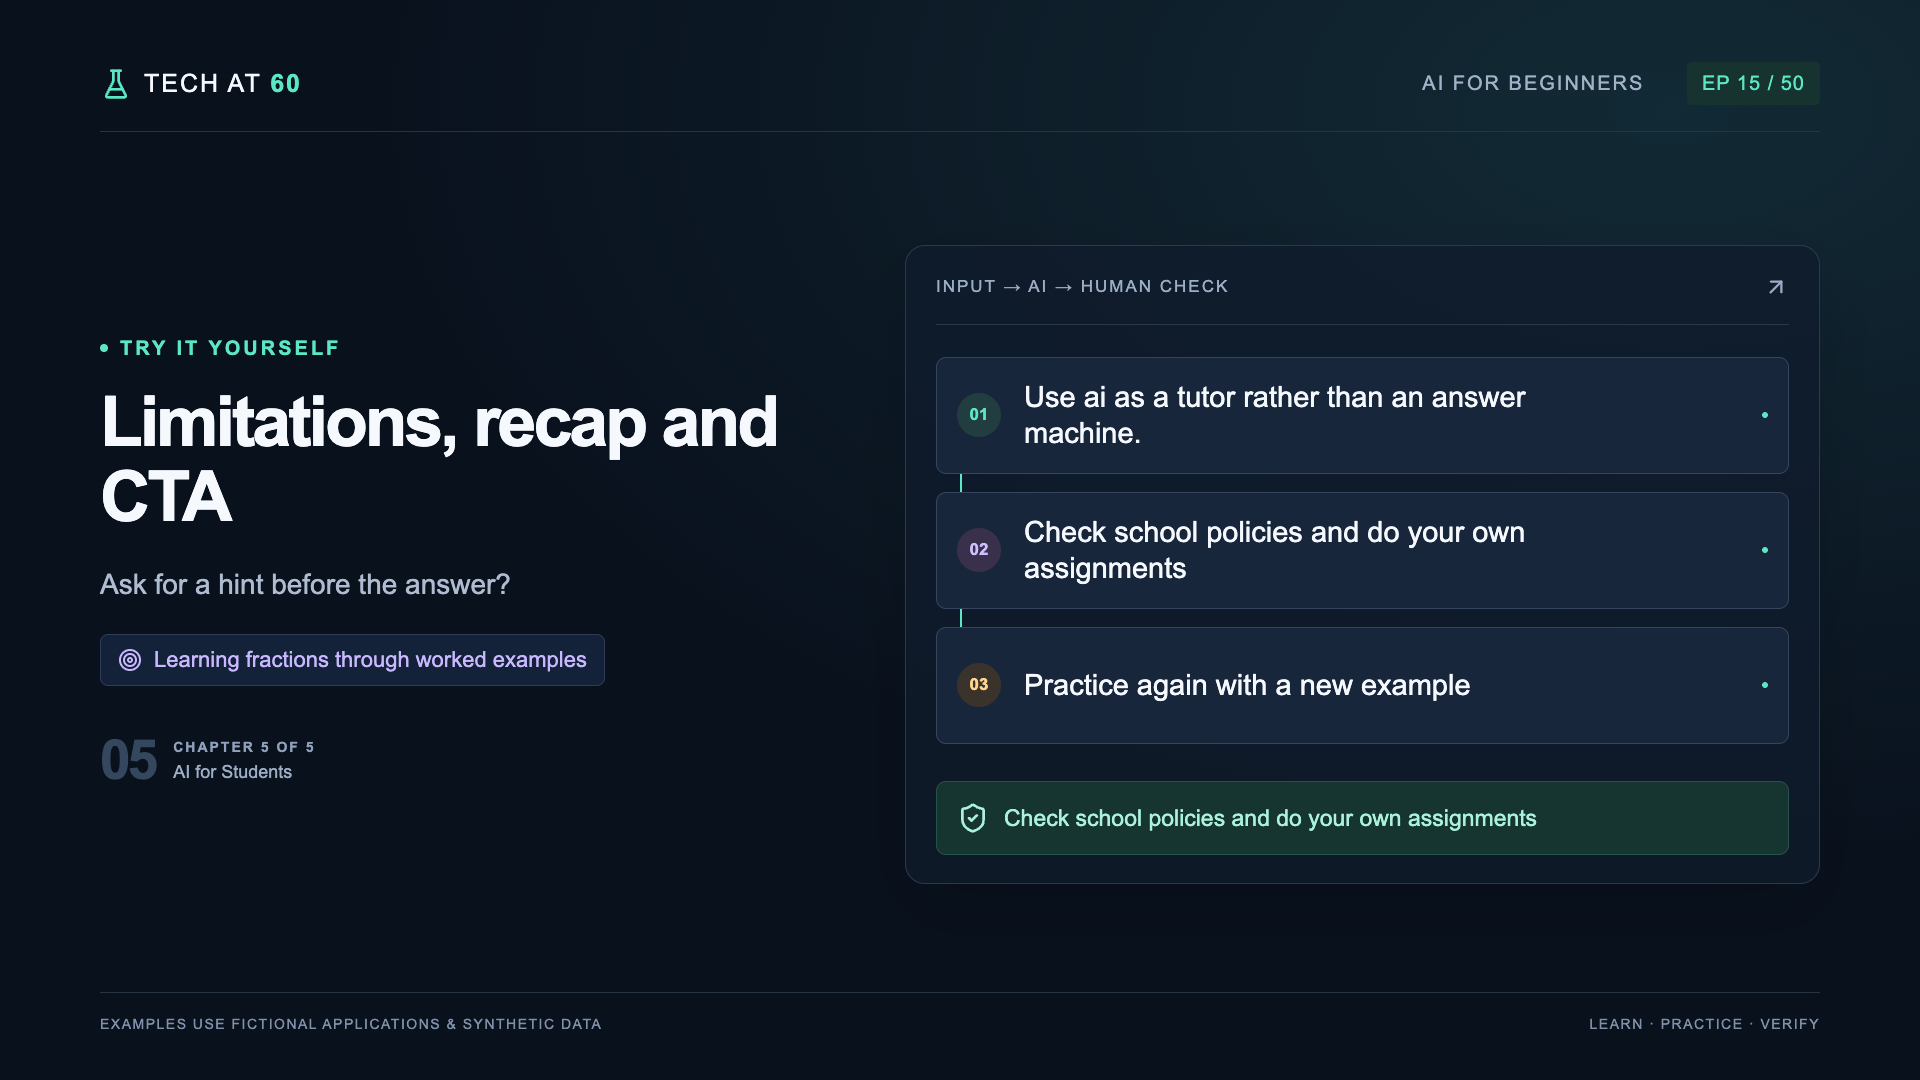 TECH AT 60
AI FOR BEGINNERS
EP 15 / 50
• TRY IT YOURSELF
Limitations, recap and
CTA
Ask for a hint before the answer?
Learning fractions through worked examples
05
CHAPTER 5 OF 5
AI for Students
INPUT → AI → HUMAN CHECK
01
Use ai as a tutor rather than an answer
machine.
02
Check school policies and do your own
assignments
03
Practice again with a new example
Check school policies and do your own assignments
EXAMPLES USE FICTIONAL APPLICATIONS & SYNTHETIC DATA
LEARN · PRACTICE · VERIFY